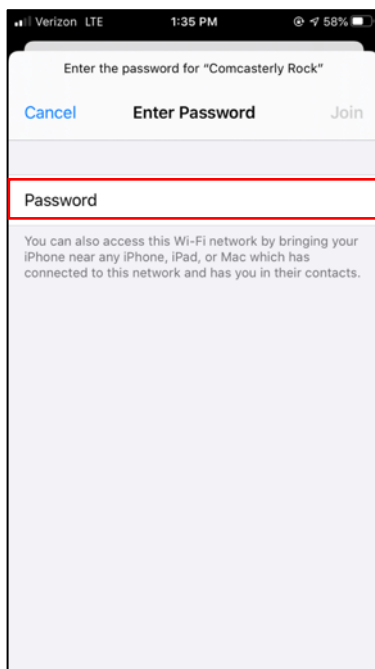 Verizon LTE 1:35 PM 58%
Enter the password for “Comcasterly Rock”
Cancel Enter Password Join
Password
You can also access this Wi-Fi network by bringing your
iPhone near any iPhone, iPad, or Mac which has
connected to this network and has you in their contacts.